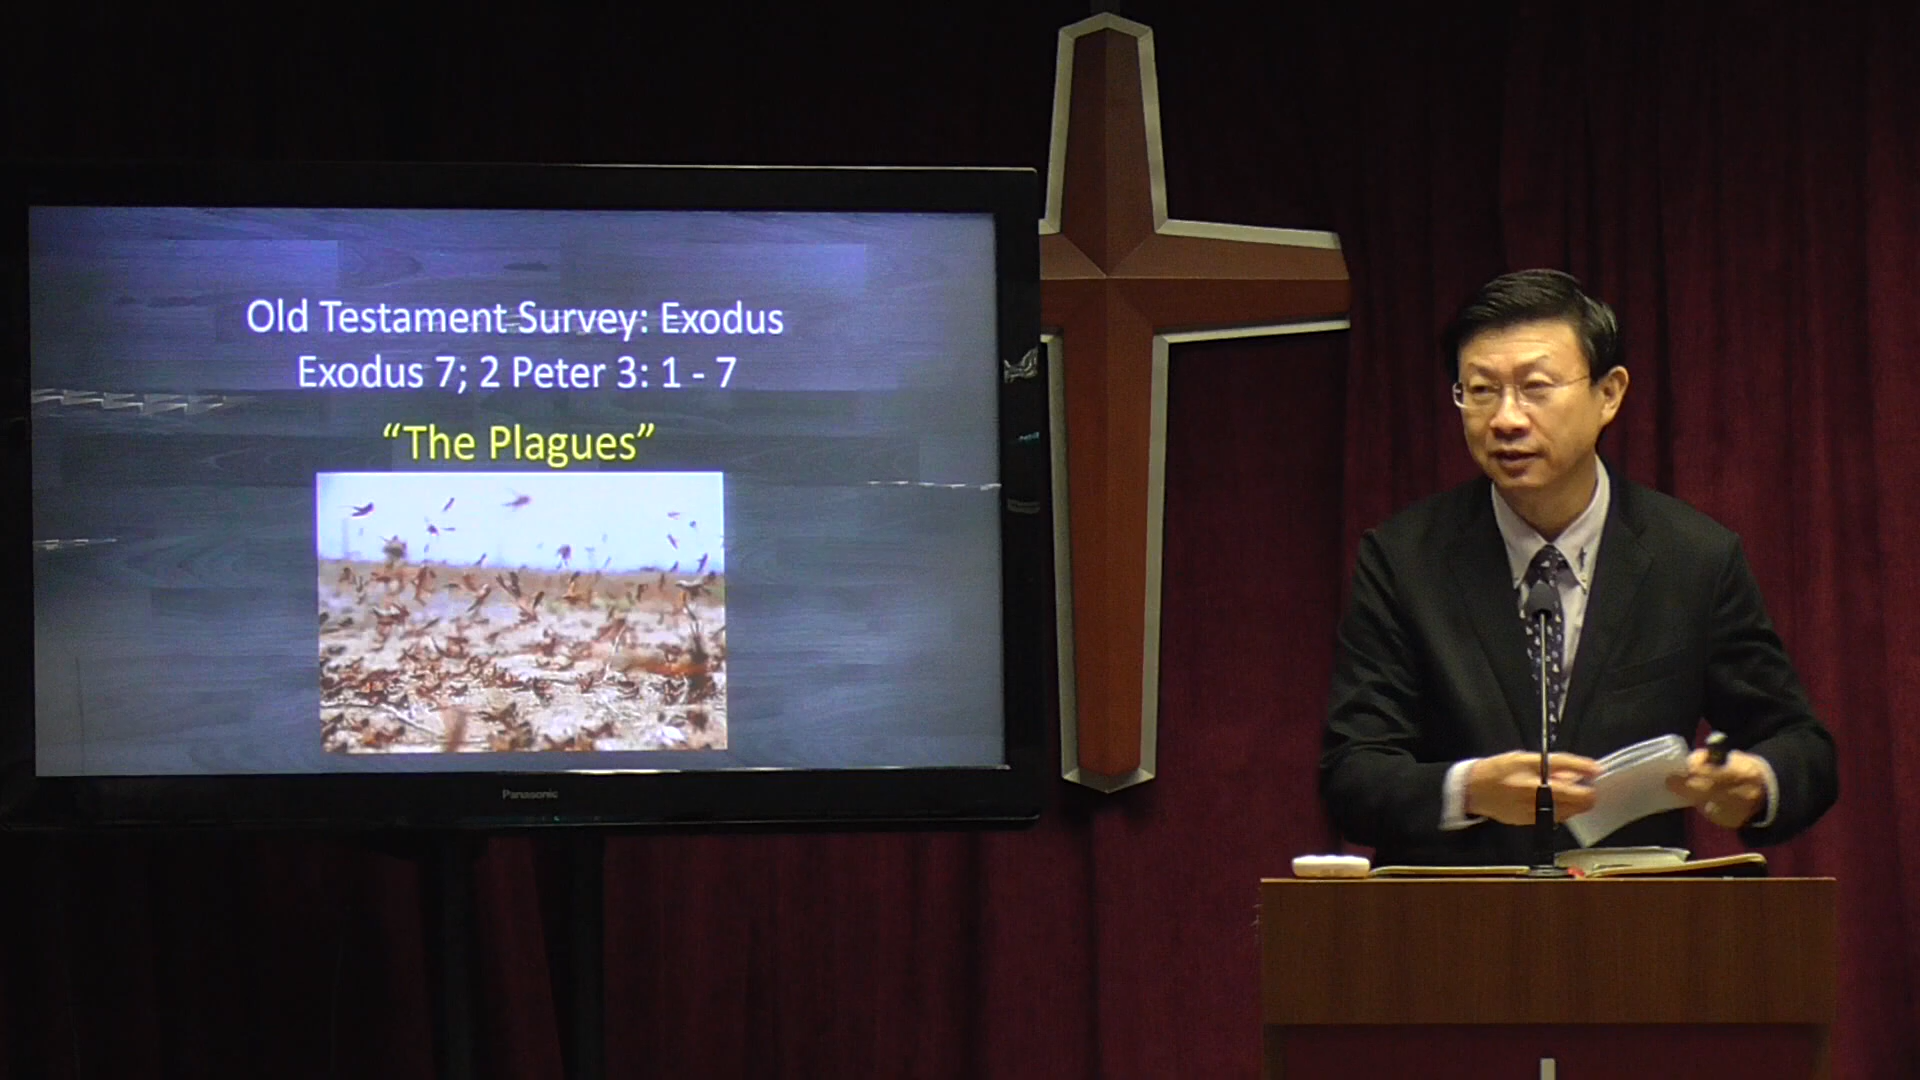 Old Testament Survey: Exodus
Exodus 7; 2 Peter 3: 1 - 7
“The Plagues”
Panasonic